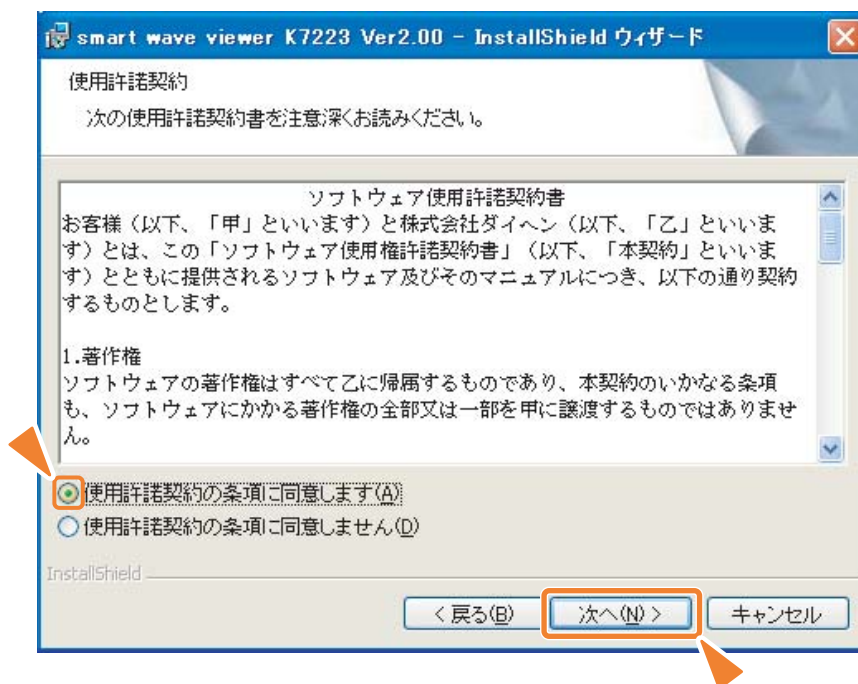 smart wave viewer K7223 Ver2.00 - InstallShield ウィザード
使用許諾契約
次の使用許諾契約書を注意深くお読みください。
ソフトウェア使用許諾契約書
お客様（以下、「甲」といいます）と株式会社ダイヘン（以下、「乙」といいま
す）とは、この「ソフトウェア使用権許諾契約書」（以下、「本契約」といいま
す）とともに提供されるソフトウェア及びそのマニュアルにつき、以下の通り契約
するものとします。
1.著作権
ソフトウェアの著作権はすべて乙に帰属するものであり、本契約のいかなる条項
も、ソフトウェアにかかる著作権の全部又は一部を甲に譲渡するものではありませ
ん。
使用許諾契約の条項に同意します(A)
使用許諾契約の条項に同意しません(D)
InstallShield
< 戻る(B) 次へ(N) > キャンセル